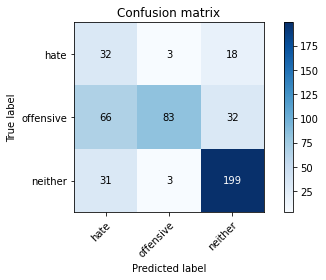 Confusion matrix
True label
hate
32
3
18
offensive
66
83
32
neither
31
3
199
hate
offensive
neither
Predicted label
175
150
125
100
75
50
25